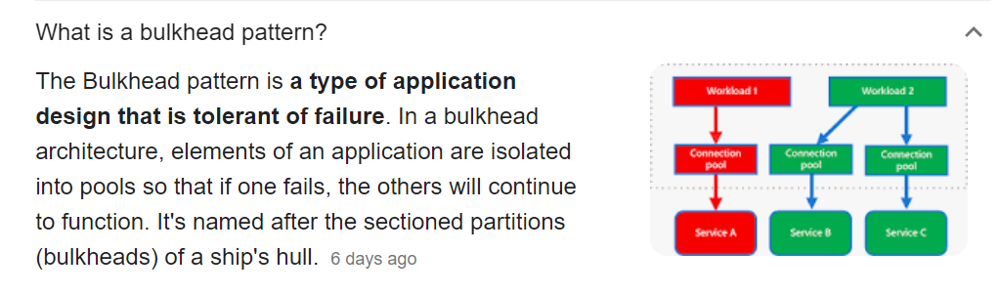 What is a bulkhead pattern?
The Bulkhead pattern is a type of application
design that is tolerant of failure. In a bulkhead
architecture, elements of an application are isolated
into pools so that if one fails, the others will continue
to function. It's named after the sectioned partitions
(bulkheads) of a ship's hull. 6 days ago
Workload 1
Workload 2
Connection
pool
Connection
pool
Connection
pool
Service A
Service B
Service C